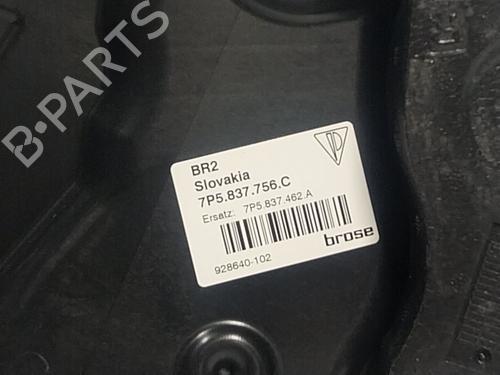 B-PARTS
BR2
Slovakia
7P5.837.756.C
Ersatz: 7P5.837.462.A
brose
928640-102